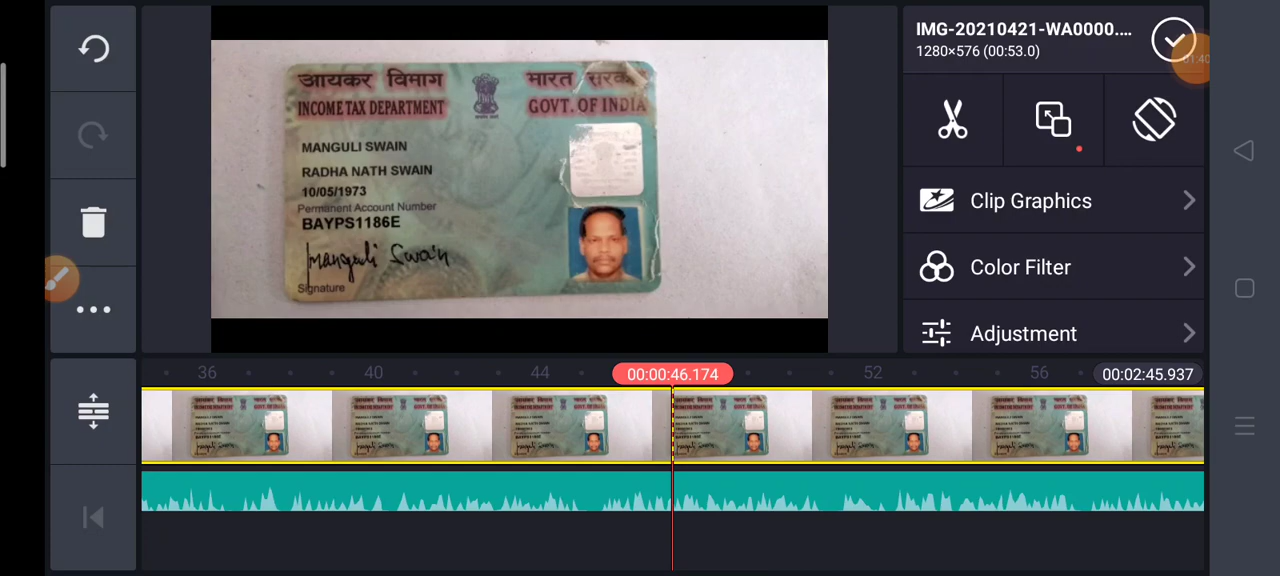 IMG-20210421-WA0000....
1280×576 (00:53.0)
01:40
आयकर विभाग
भारत सरकार
INCOME TAX DEPARTMENT
GOVT. OF INDIA
MANGULI SWAIN
RADHA NATH SWAIN
10/05/1973
Permanent Account Number
BAYPS1186E
Manguli Swain
Signature
Clip Graphics
Color Filter
Adjustment
36
40
44
00:00:46.174
52
56
00:02:45.937